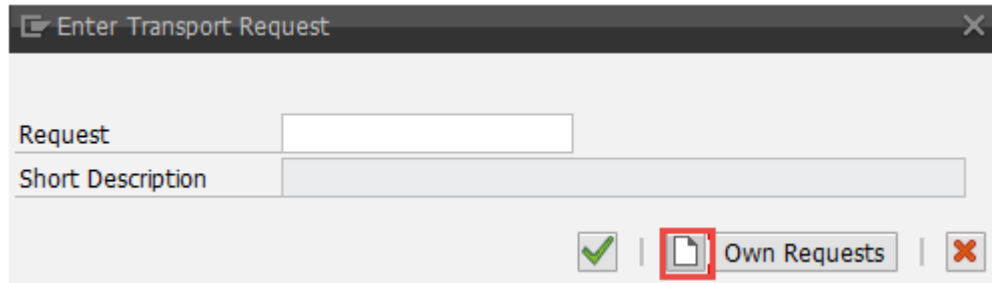 Enter Transport Request
Request
Short Description
Own Requests